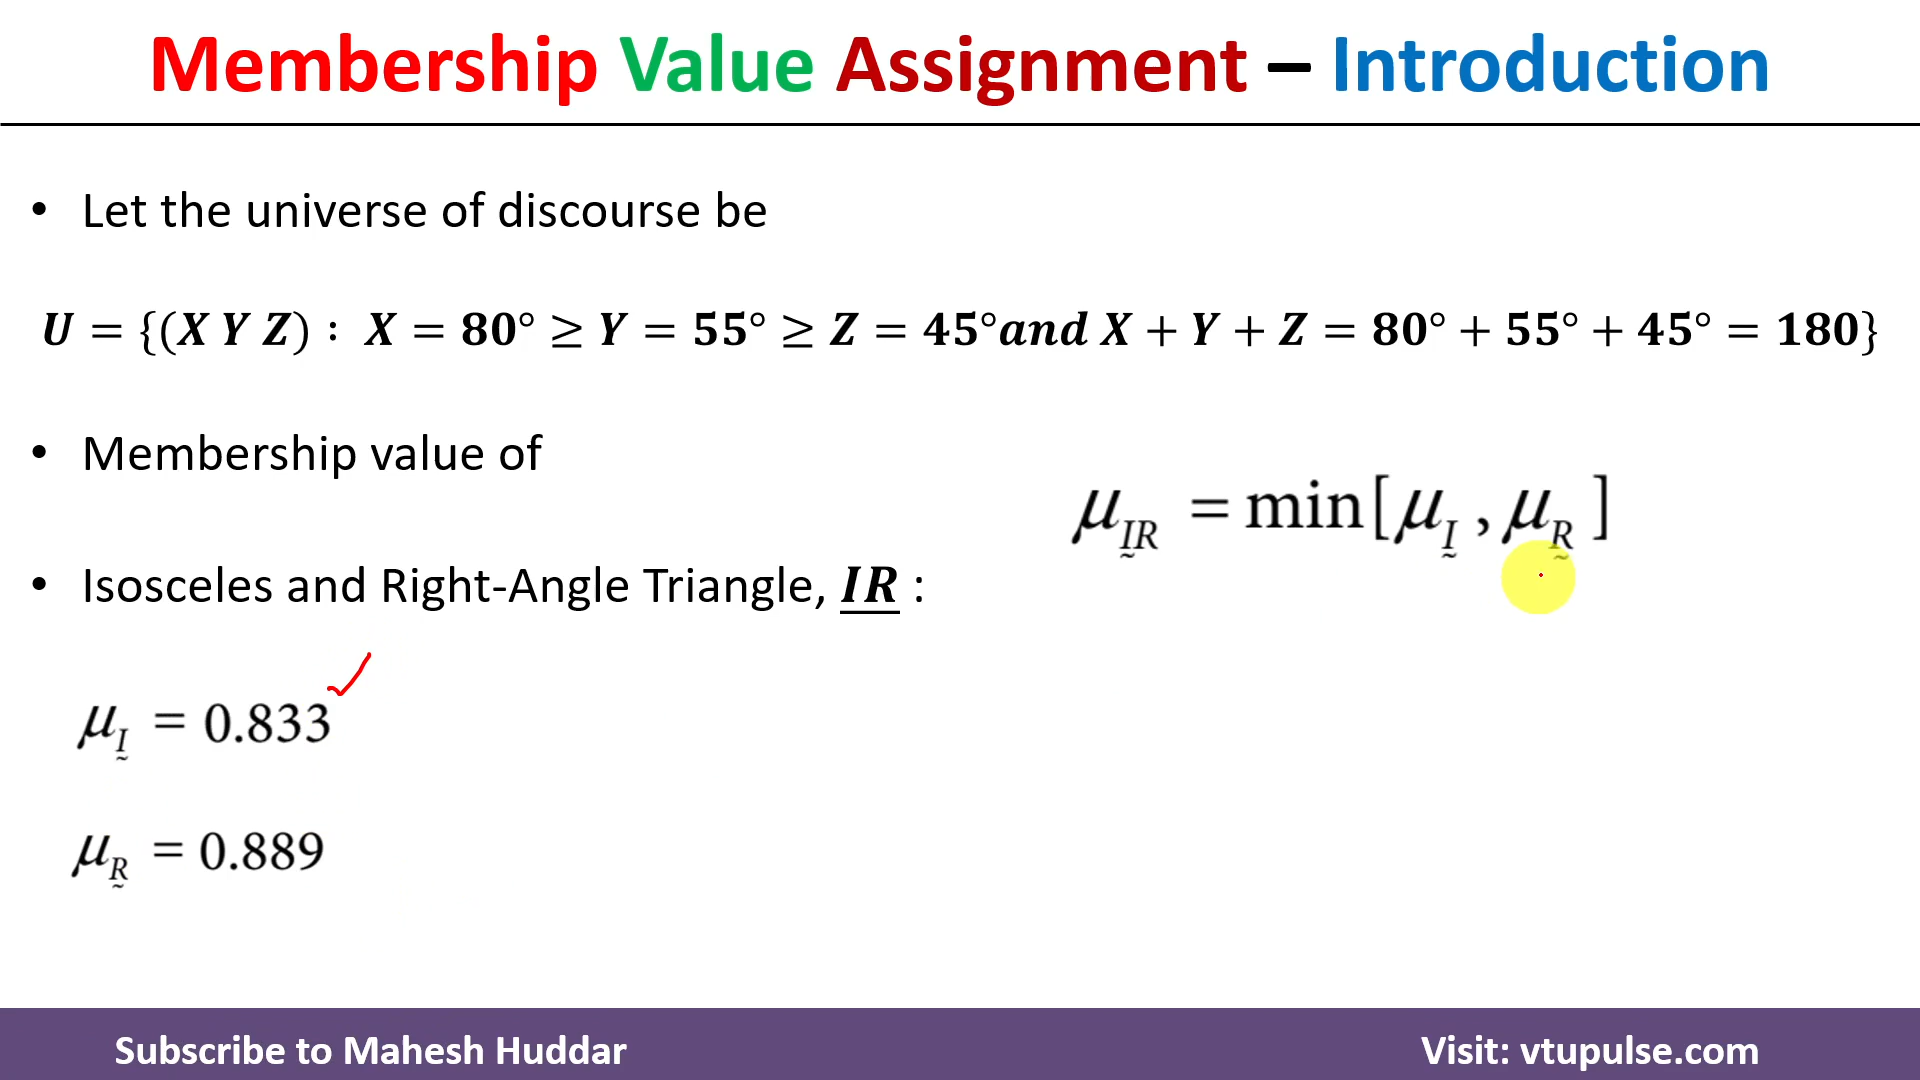 Membership Value Assignment – Introduction
• Let the universe of discourse be
U = {(X Y Z) : X = 80° ≥ Y = 55° ≥ Z = 45°and X + Y + Z = 80° + 55° + 45° = 180}
• Membership value of
μ_IR = min[μ_I , μ_R ]
• Isosceles and Right-Angle Triangle, IR :
μ_I = 0.833
μ_R = 0.889
Subscribe to Mahesh Huddar
Visit: vtupulse.com